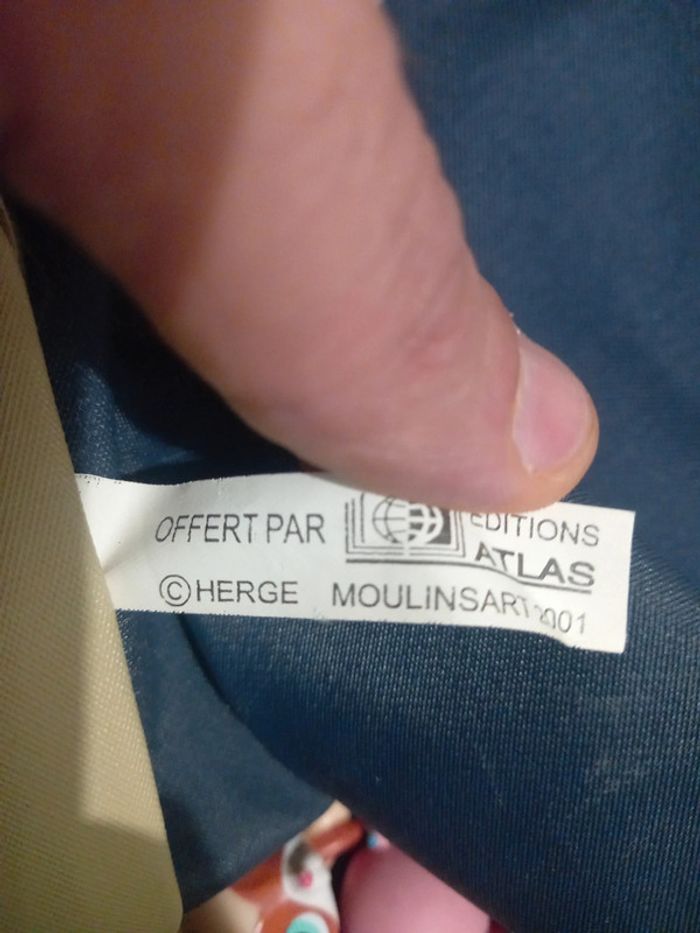 OFFERT PAR EDITIONS
ATLAS
©HERGE MOULINSART 2001